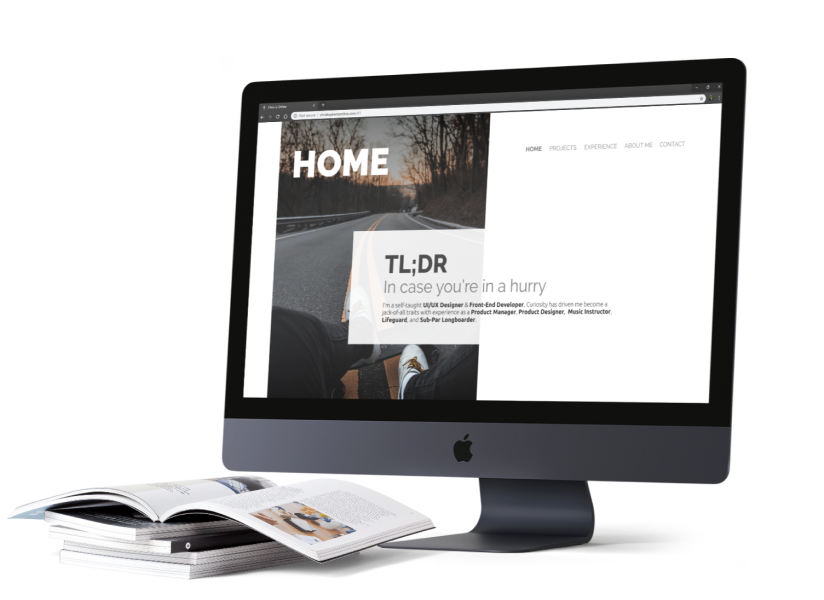 HOME
HOME PROJECTS EXPERIENCE ABOUT ME CONTACT
TL;DR
In case you're in a hurry
I'm a self-taught UI/UX Designer & Front-End Developer. Curiosity has driven me become a
jack-of-all traits with experience as a Product Manager, Product Designer, Music Instructor,
Lifeguard, and Sub-Par Longboarder.